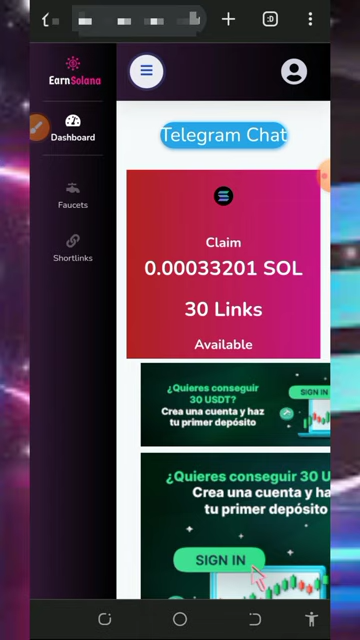 :D
EarnSolana
Dashboard
Faucets
Shortlinks
Telegram Chat
Claim
0.00033201 SOL
30 Links
Available
¿Quieres conseguir
30 USDT?
Crea una cuenta y haz
tu primer depósito
SIGN IN
¿Quieres conseguir 30 U
Crea una cuenta y ha
tu primer depósito
SIGN IN